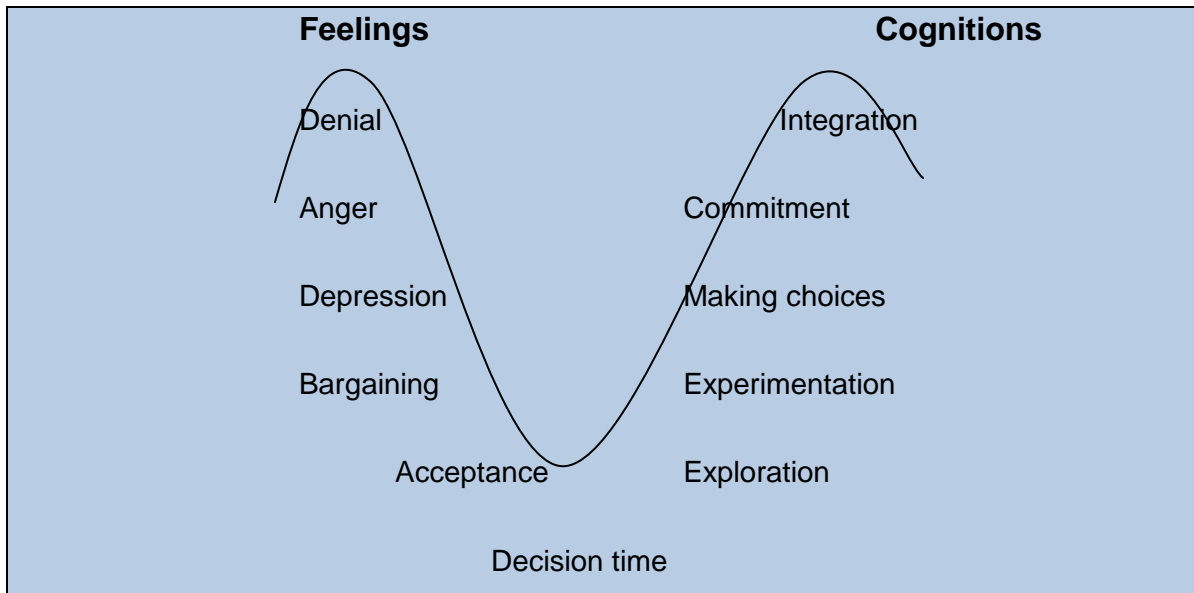 Feelings Cognitions
Denial Integration
Anger Commitment
Depression Making choices
Bargaining Experimentation
Acceptance Exploration
Decision time